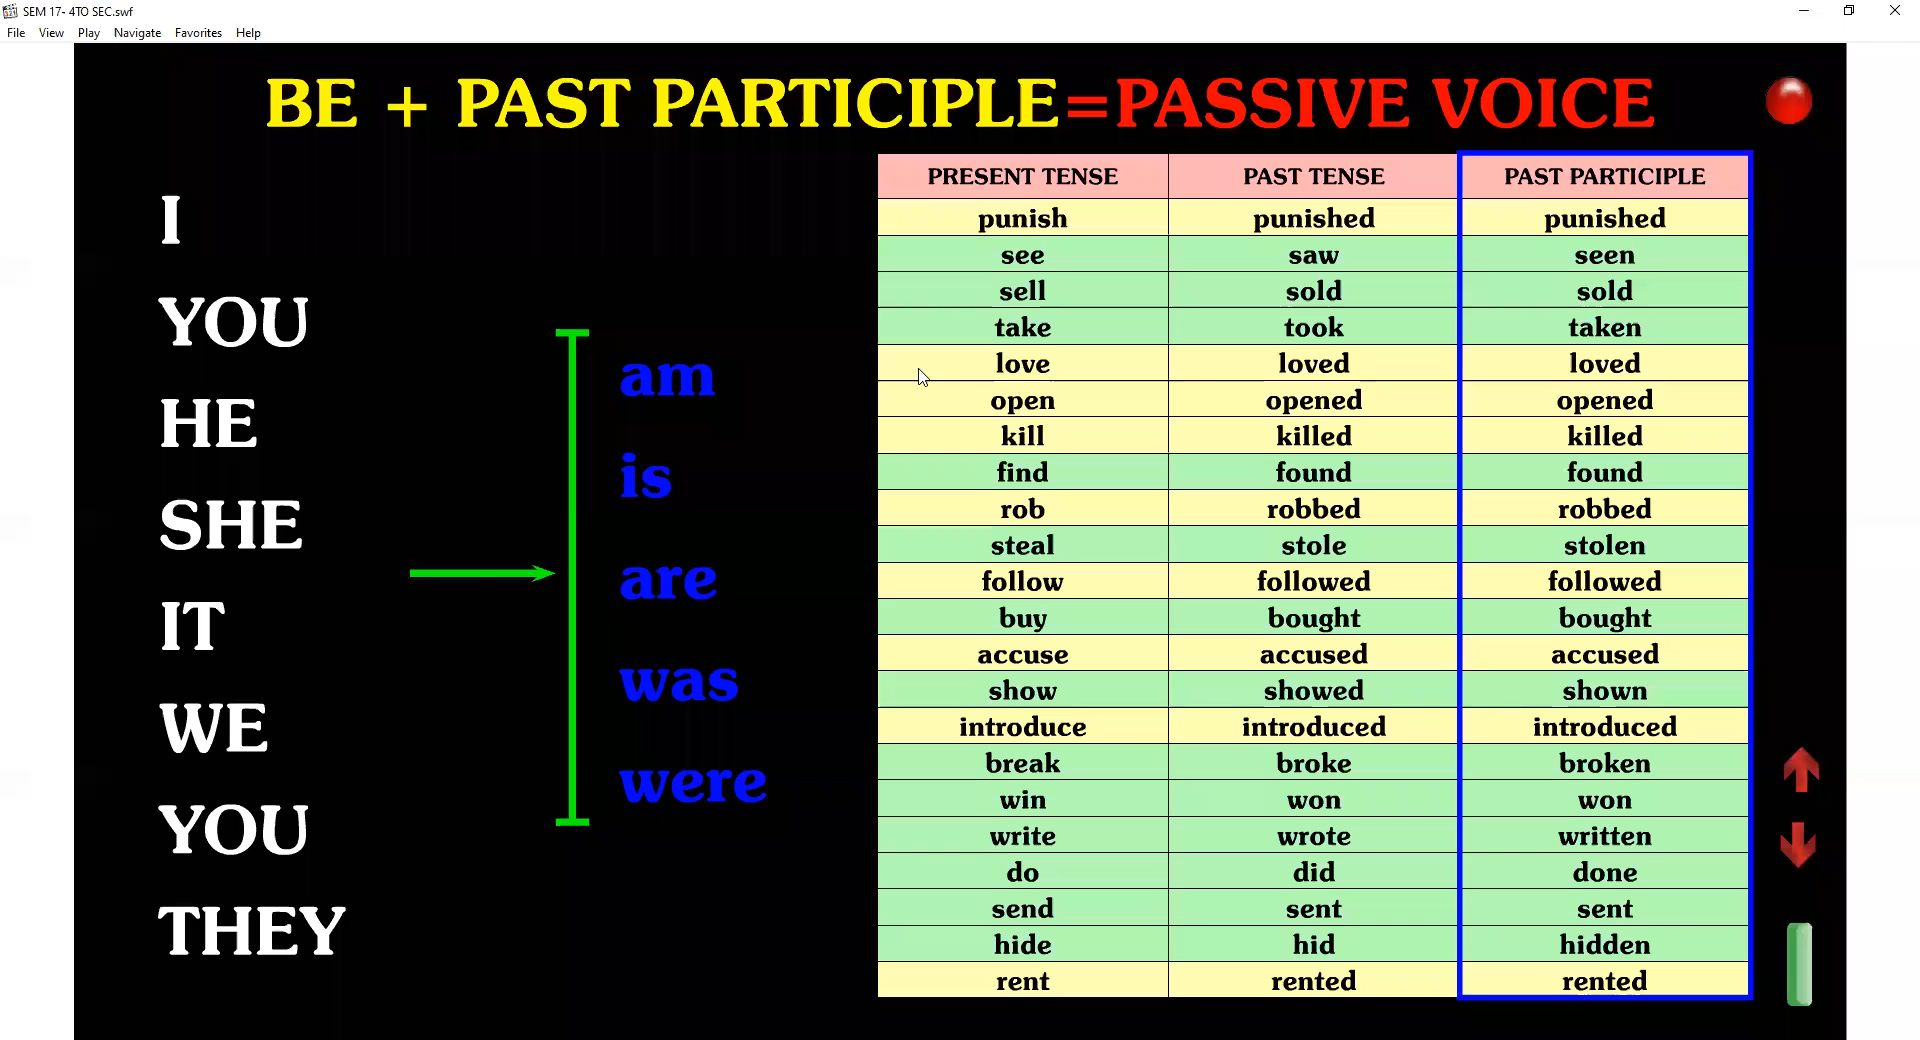 SEM 17- 4TO SEC.swf
File View Play Navigate Favorites Help
BE + PAST PARTICIPLE=PASSIVE VOICE
I
YOU
HE
SHE
IT
WE
YOU
THEY
am
is
are
was
were
PRESENT TENSE PAST TENSE PAST PARTICIPLE
punish punished punished
see saw seen
sell sold sold
take took taken
love loved loved
open opened opened
kill killed killed
find found found
rob robbed robbed
steal stole stolen
follow followed followed
buy bought bought
accuse accused accused
show showed shown
introduce introduced introduced
break broke broken
win won won
write wrote written
do did done
send sent sent
hide hid hidden
rent rented rented